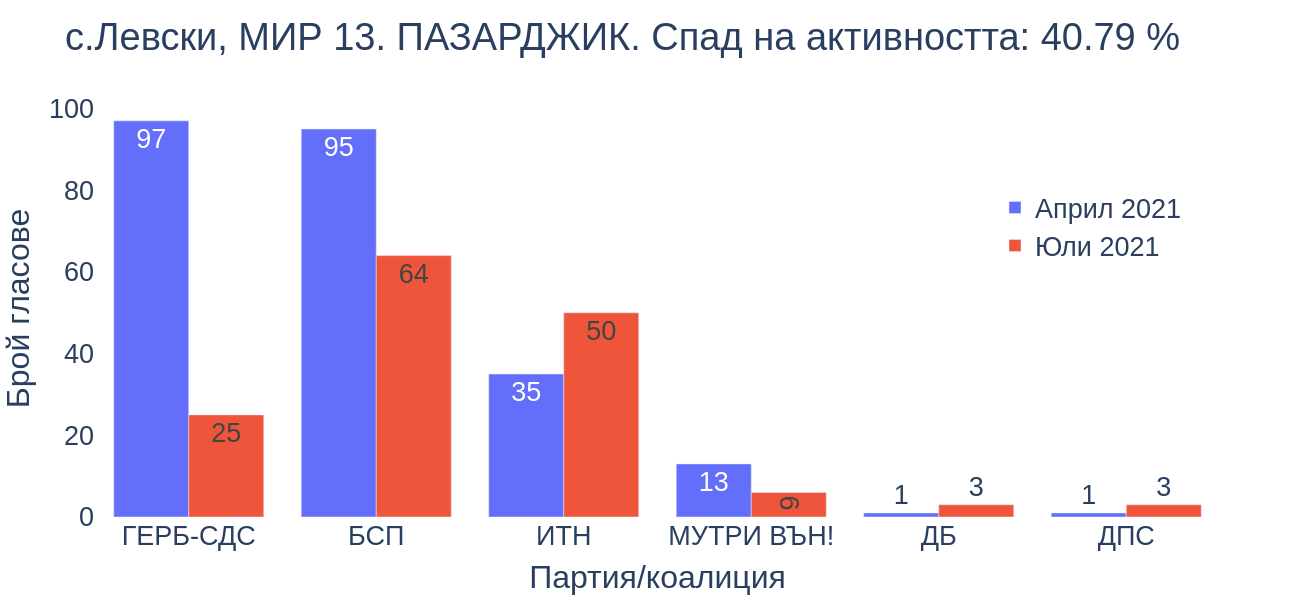 с.Левски, МИР 13. ПАЗАРДЖИК. Спад на активността: 40.79 %
Брой гласове
100
80
60
40
20
0
97
25
95
64
35
50
13
6
1
3
1
3
Април 2021
Юли 2021
ГЕРБ-СДС
БСП
ИТН
МУТРИ ВЪН!
ДБ
ДПС
Партия/коалиция